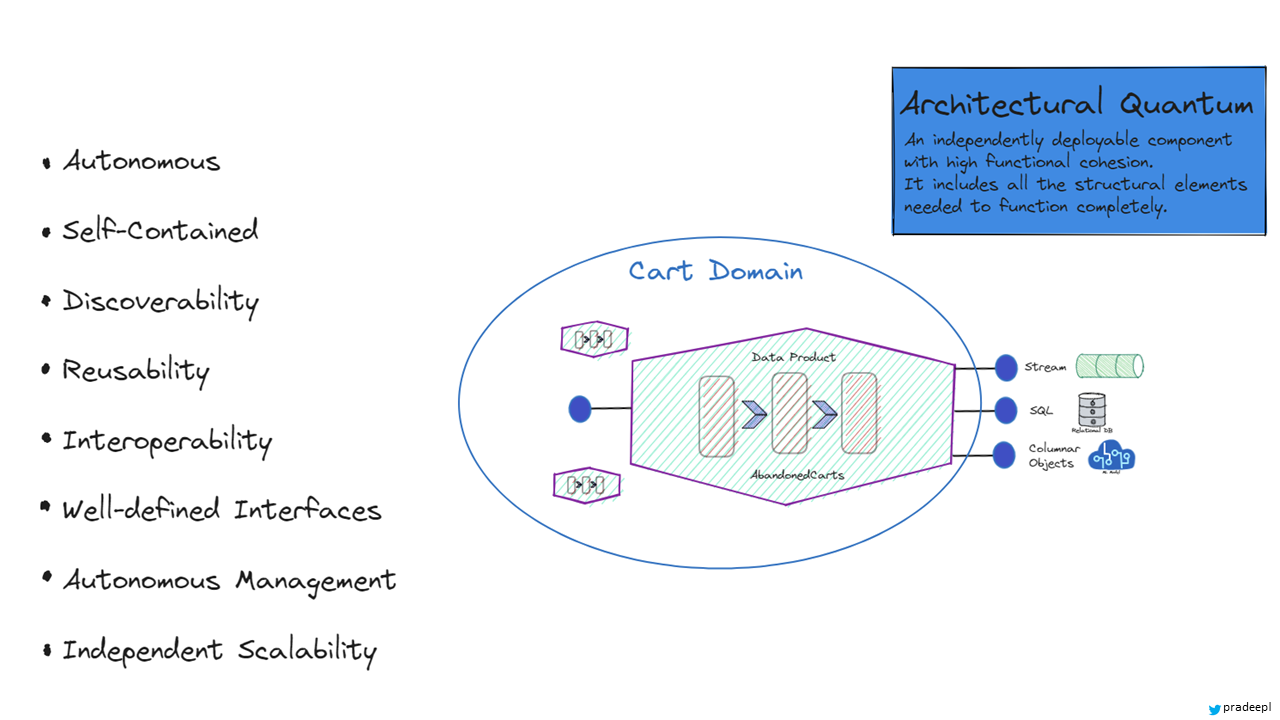 Architectural Quantum
An independently deployable component
with high functional cohesion.
It includes all the structural elements
needed to function completely.
• Autonomous
• Self-Contained
• Discoverability
• Reusability
• Interoperability
• Well-defined Interfaces
• Autonomous Management
• Independent Scalability
Cart Domain
Data Product
AbandonedCarts
Stream
SQL
Relational DB
Columnar
Objects
pradeepl